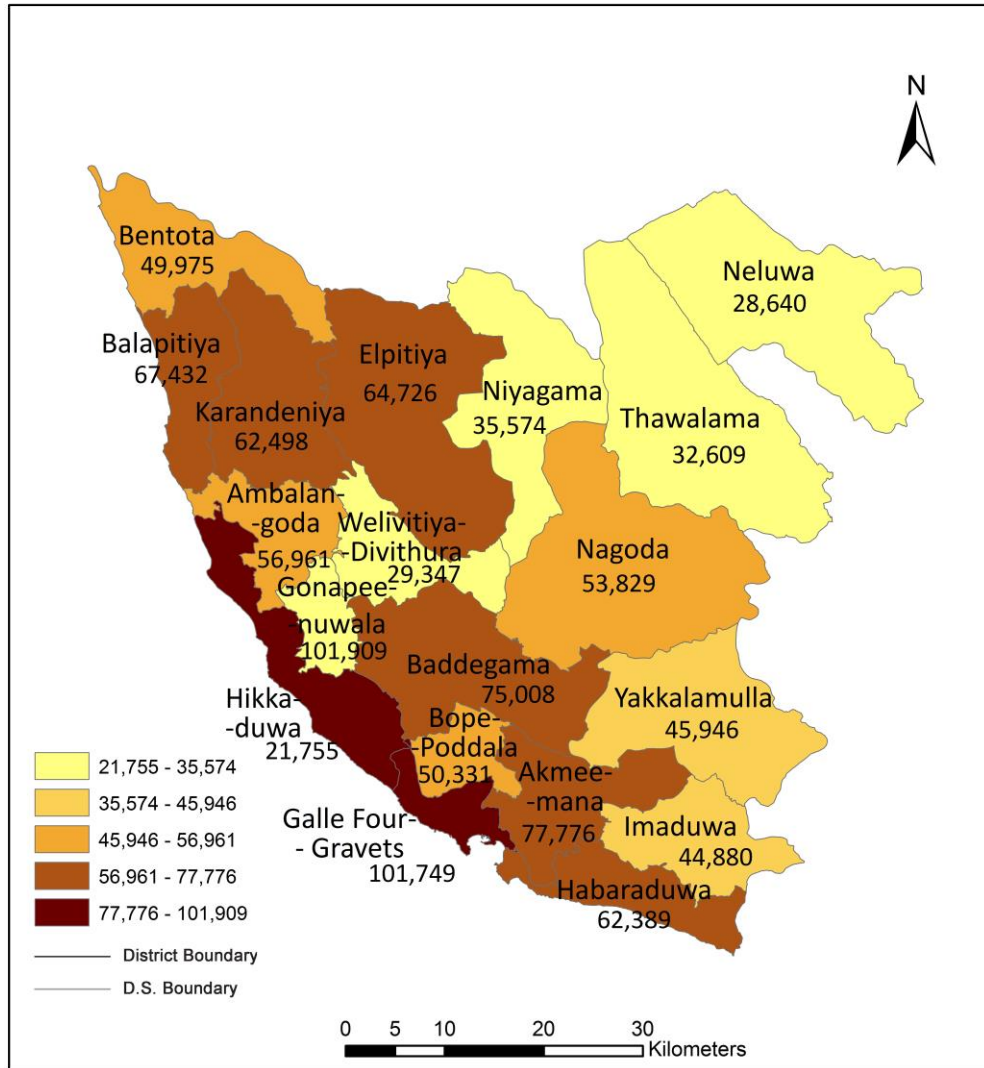 N
Bentota
49,975
Neluwa
28,640
Balapitiya
67,432
Elpitiya
64,726
Niyagama
35,574
Karandeniya
62,498
Thawalama
32,609
Ambalan-
-goda
56,961
Welivitiya-
-Divithura
29,347
Nagoda
53,829
Gonapee-
-nuwala
101,909
Baddegama
75,008
Yakkalamulla
45,946
Hikka-
-duwa
21,755
Bope-
-Poddala
50,331
Akmee-
-mana
77,776
Galle Four-
- Gravets
101,749
Imaduwa
44,880
Habaraduwa
62,389
21,755 - 35,574
35,574 - 45,946
45,946 - 56,961
56,961 - 77,776
77,776 - 101,909
District Boundary
D.S. Boundary
0 5 10 20 30
Kilometers